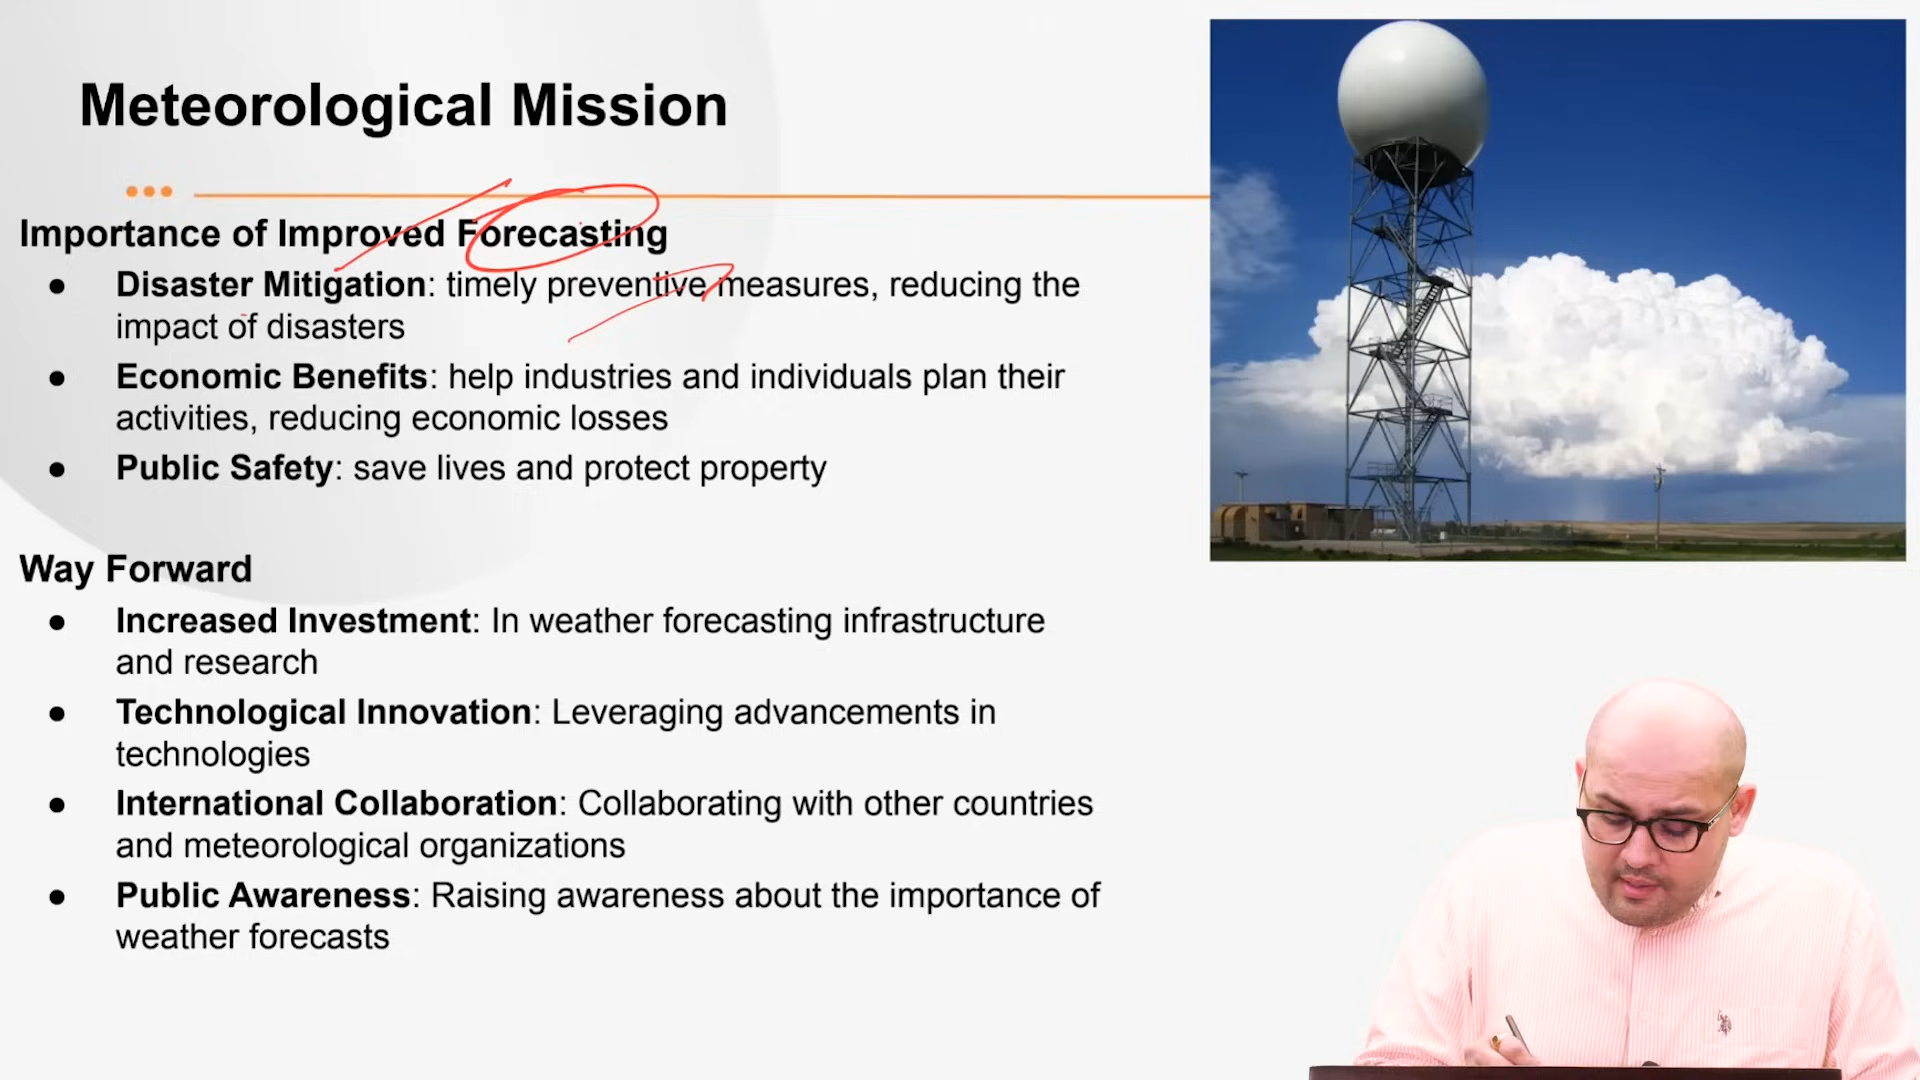 Meteorological Mission
Importance of Improved Forecasting
● Disaster Mitigation: timely preventive measures, reducing the
impact of disasters
● Economic Benefits: help industries and individuals plan their
activities, reducing economic losses
● Public Safety: save lives and protect property
Way Forward
● Increased Investment: In weather forecasting infrastructure
and research
● Technological Innovation: Leveraging advancements in
technologies
● International Collaboration: Collaborating with other countries
and meteorological organizations
● Public Awareness: Raising awareness about the importance of
weather forecasts